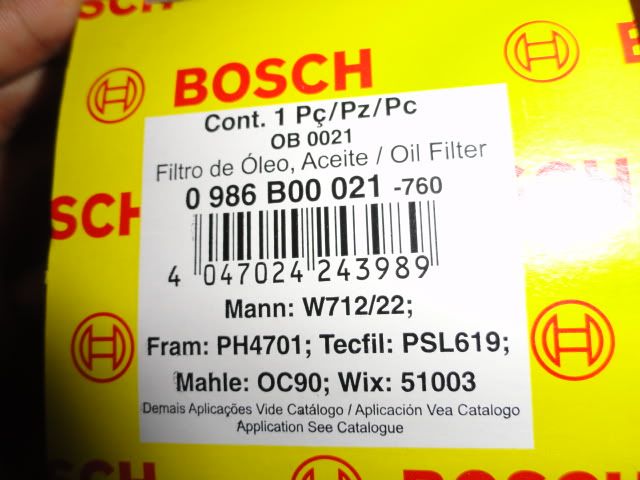 BOSCH
Cont. 1 Pç/Pz/Pc
OB 0021
Filtro de Óleo, Aceite / Oil Filter
0 986 B00 021 -760
4 047024 243989
Mann: W712/22;
Fram: PH4701; Tecfil: PSL619;
Mahle: OC90; Wix: 51003
Demais Aplicações Vide Catálogo / Aplicación Vea Catalogo
Application See Catalogue